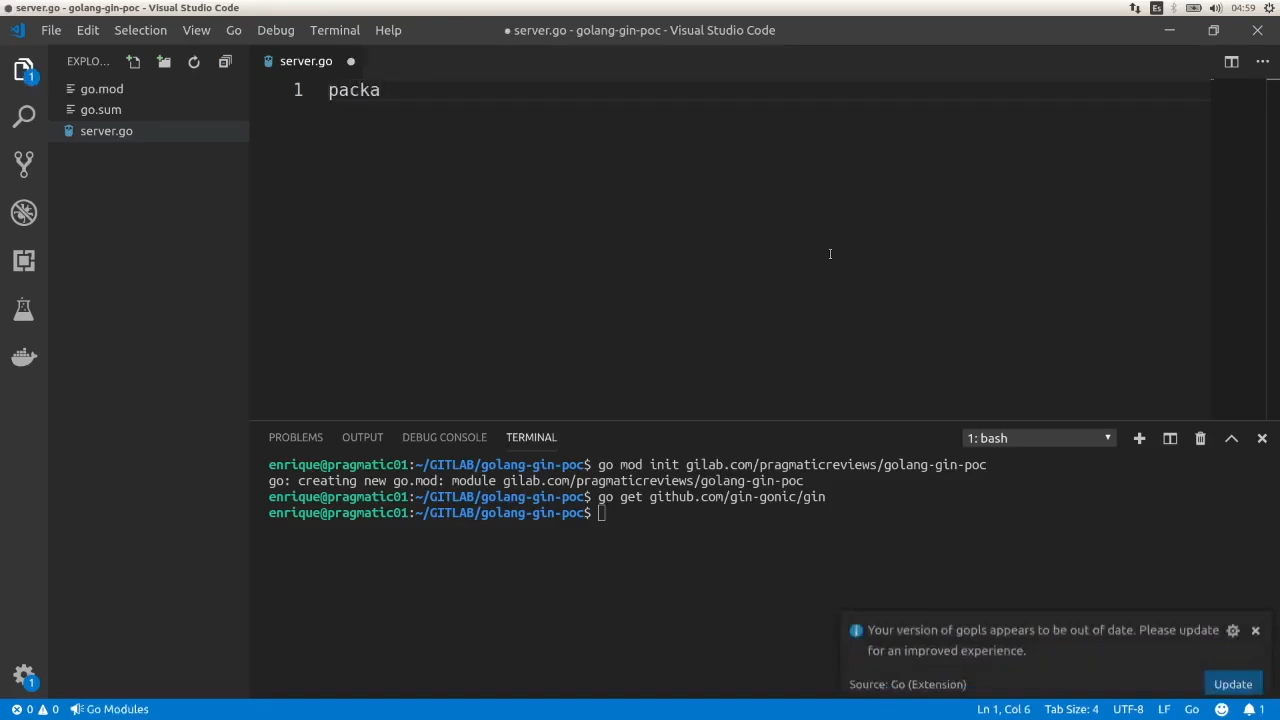 server.go - golang-gin-poc - Visual Studio Code
Es
04:59
File Edit Selection View Go Debug Terminal Help
● server.go - golang-gin-poc - Visual Studio Code
EXPLO...
server.go ●
1
go.mod
go.sum
server.go
1 packa
PROBLEMS OUTPUT DEBUG CONSOLE TERMINAL
1: bash
enrique@pragmatic01:~/GITLAB/golang-gin-poc$ go mod init gilab.com/pragmaticreviews/golang-gin-poc
go: creating new go.mod: module gilab.com/pragmaticreviews/golang-gin-poc
enrique@pragmatic01:~/GITLAB/golang-gin-poc$ go get github.com/gin-gonic/gin
enrique@pragmatic01:~/GITLAB/golang-gin-poc$
Your version of gopls appears to be out of date. Please update
for an improved experience.
Source: Go (Extension)
Update
1
0 0 Go Modules
Ln 1, Col 6 Tab Size: 4 UTF-8 LF Go 1